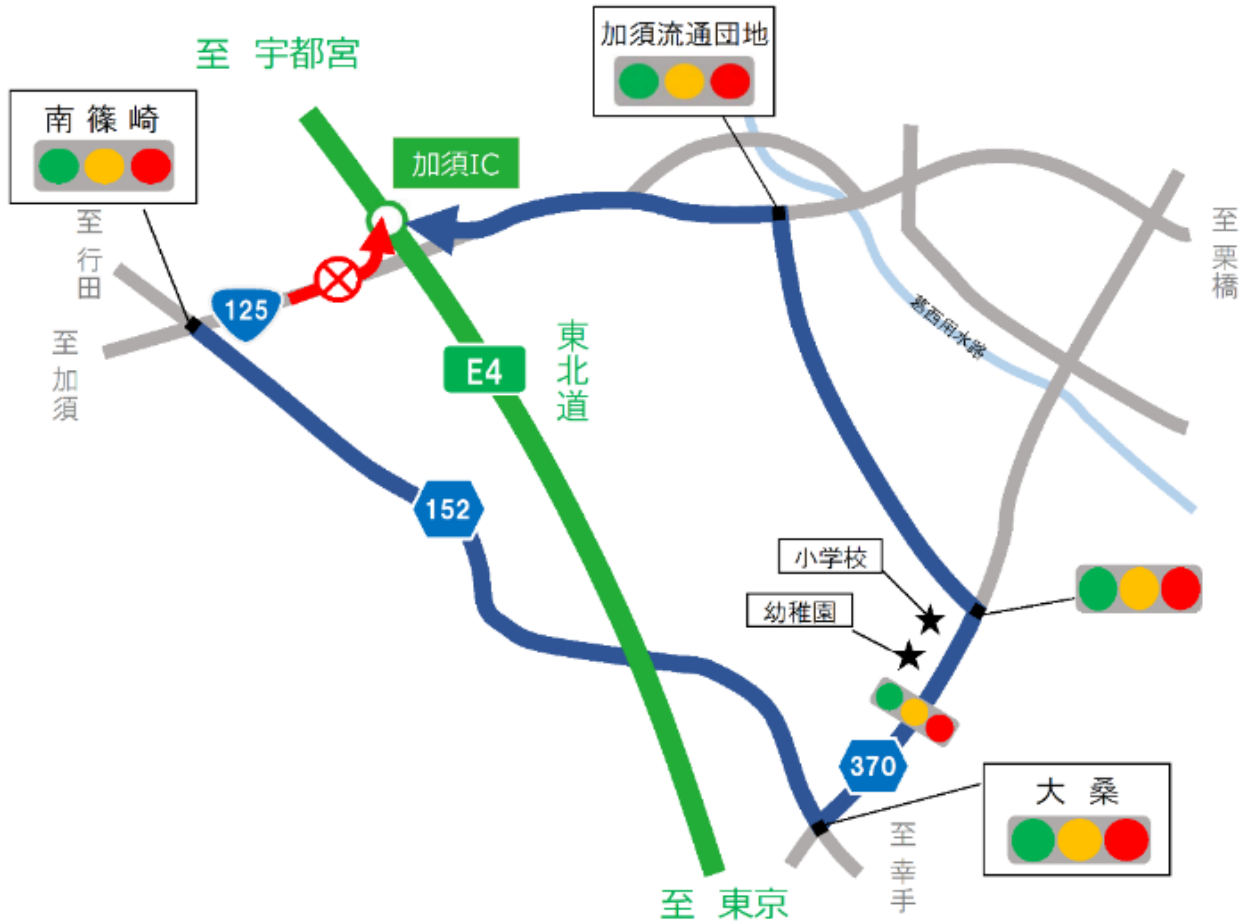 至 宇都宮
加須流通団地
南篠崎
加須IC
至行田
至栗橋
125
至加須
葛西用水路
東北道
E4
152
小学校
幼稚園
370
大桑
至幸手
至 東京